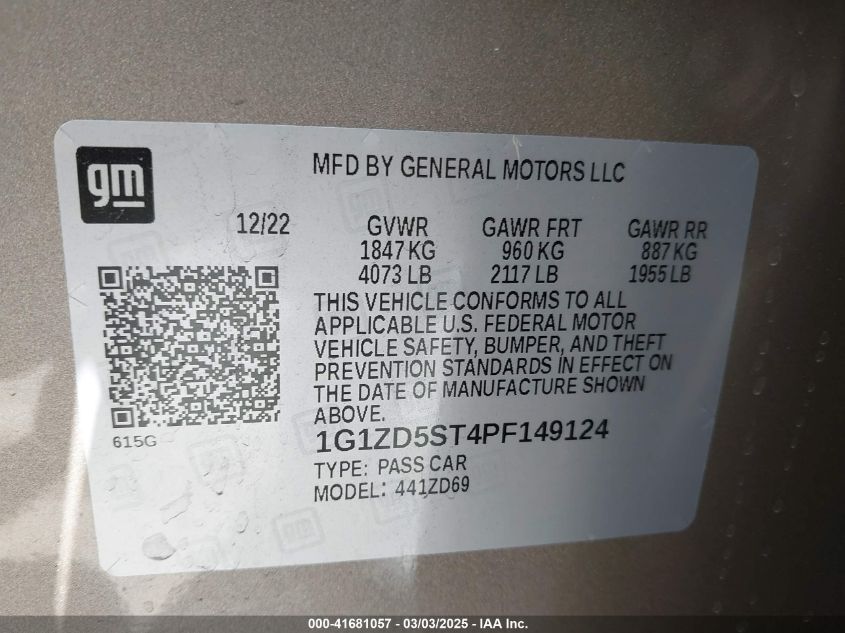 gm
MFD BY GENERAL MOTORS LLC
12/22 GVWR GAWR FRT GAWR RR
1847 KG 960 KG 887 KG
4073 LB 2117 LB 1955 LB
THIS VEHICLE CONFORMS TO ALL
APPLICABLE U.S. FEDERAL MOTOR
VEHICLE SAFETY, BUMPER, AND THEFT
PREVENTION STANDARDS IN EFFECT ON
THE DATE OF MANUFACTURE SHOWN
ABOVE.
615G
1G1ZD5ST4PF149124
TYPE: PASS CAR
MODEL: 441ZD69
000-41681057 - 03/03/2025 - IAA Inc.